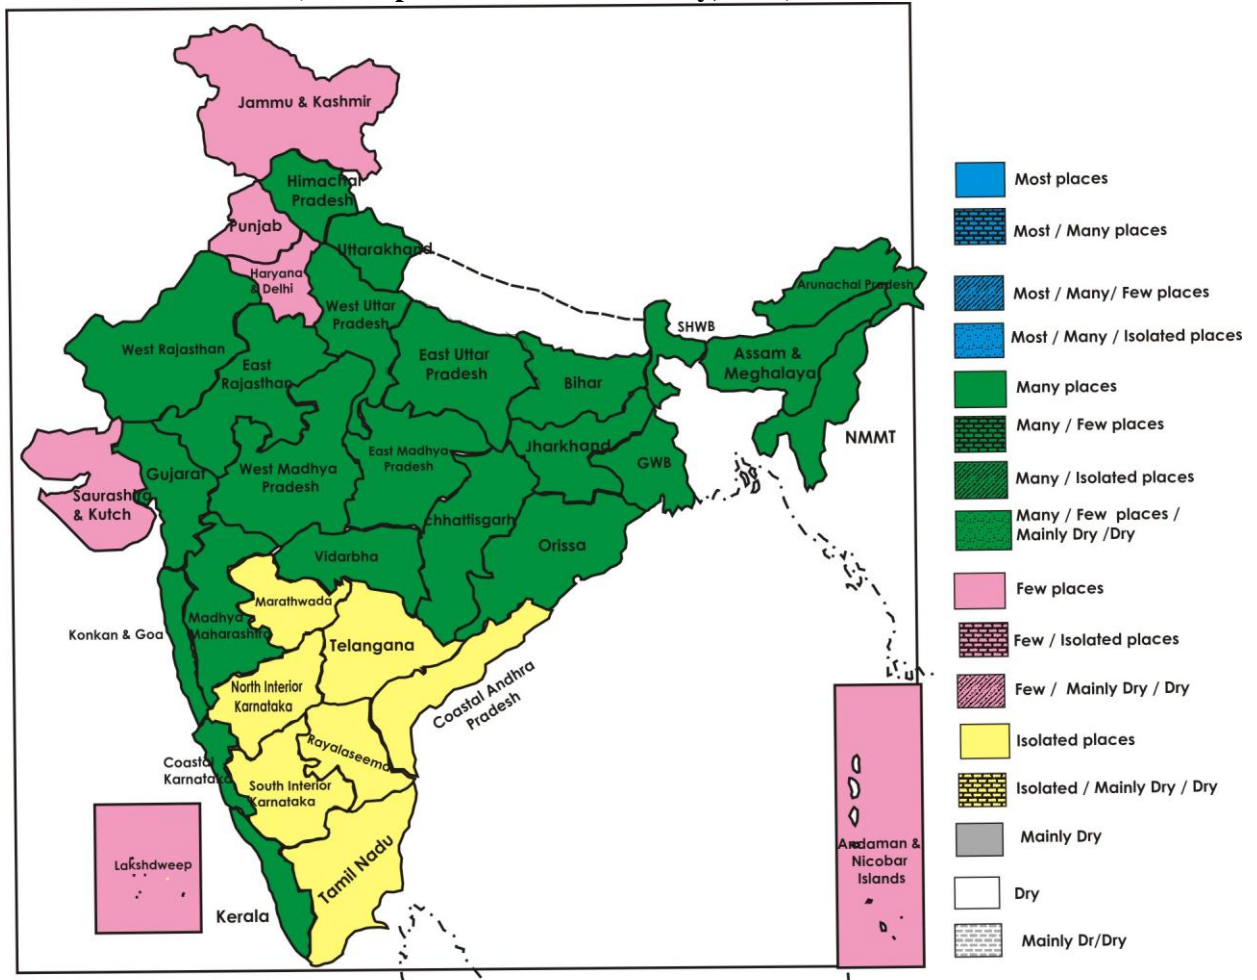 Jammu & Kashmir
Himachal
Pradesh
Punjab
Uttarakhand
Haryana
& Delhi
West Uttar
Pradesh
Arunachal Pradesh
SHWB
West Rajasthan
East
Rajasthan
East Uttar
Pradesh
Bihar
Assam &
Meghalaya
NMMT
Gujarat
West Madhya
Pradesh
East Madhya
Pradesh
Jharkhand
GWB
Saurashtra
& Kutch
Chhattisgarh
Orissa
Vidarbha
Marathwada
Madhya
Maharashtra
Konkan & Goa
Telangana
North Interior
Karnataka
Coastal Andhra
Pradesh
Rayalaseema
Coastal
Karnataka
South Interior
Karnataka
Tamil Nadu
Lakshdweep
Kerala
Andaman &
Nicobar
Islands
Most places
Most / Many places
Most / Many/ Few places
Most / Many / Isolated places
Many places
Many / Few places
Many / Isolated places
Many / Few places /
Mainly Dry /Dry
Few places
Few / Isolated places
Few / Mainly Dry / Dry
Isolated places
Isolated / Mainly Dry / Dry
Mainly Dry
Dry
Mainly Dr/Dry